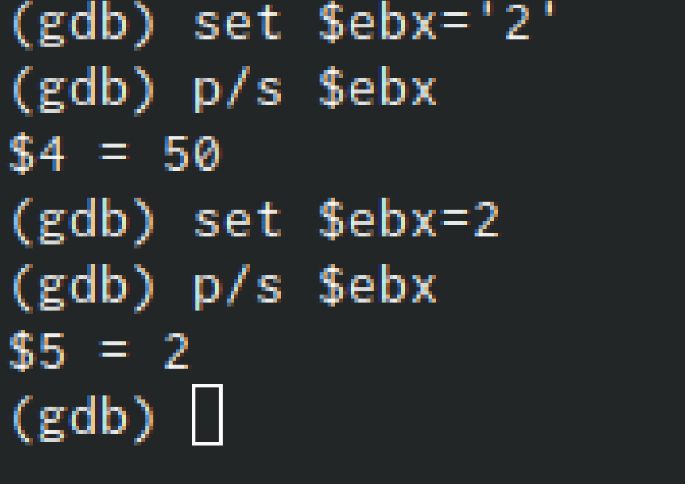 (gdb) set $ebx='2'
(gdb) p/s $ebx
$4 = 50
(gdb) set $ebx=2
(gdb) p/s $ebx
$5 = 2
(gdb)